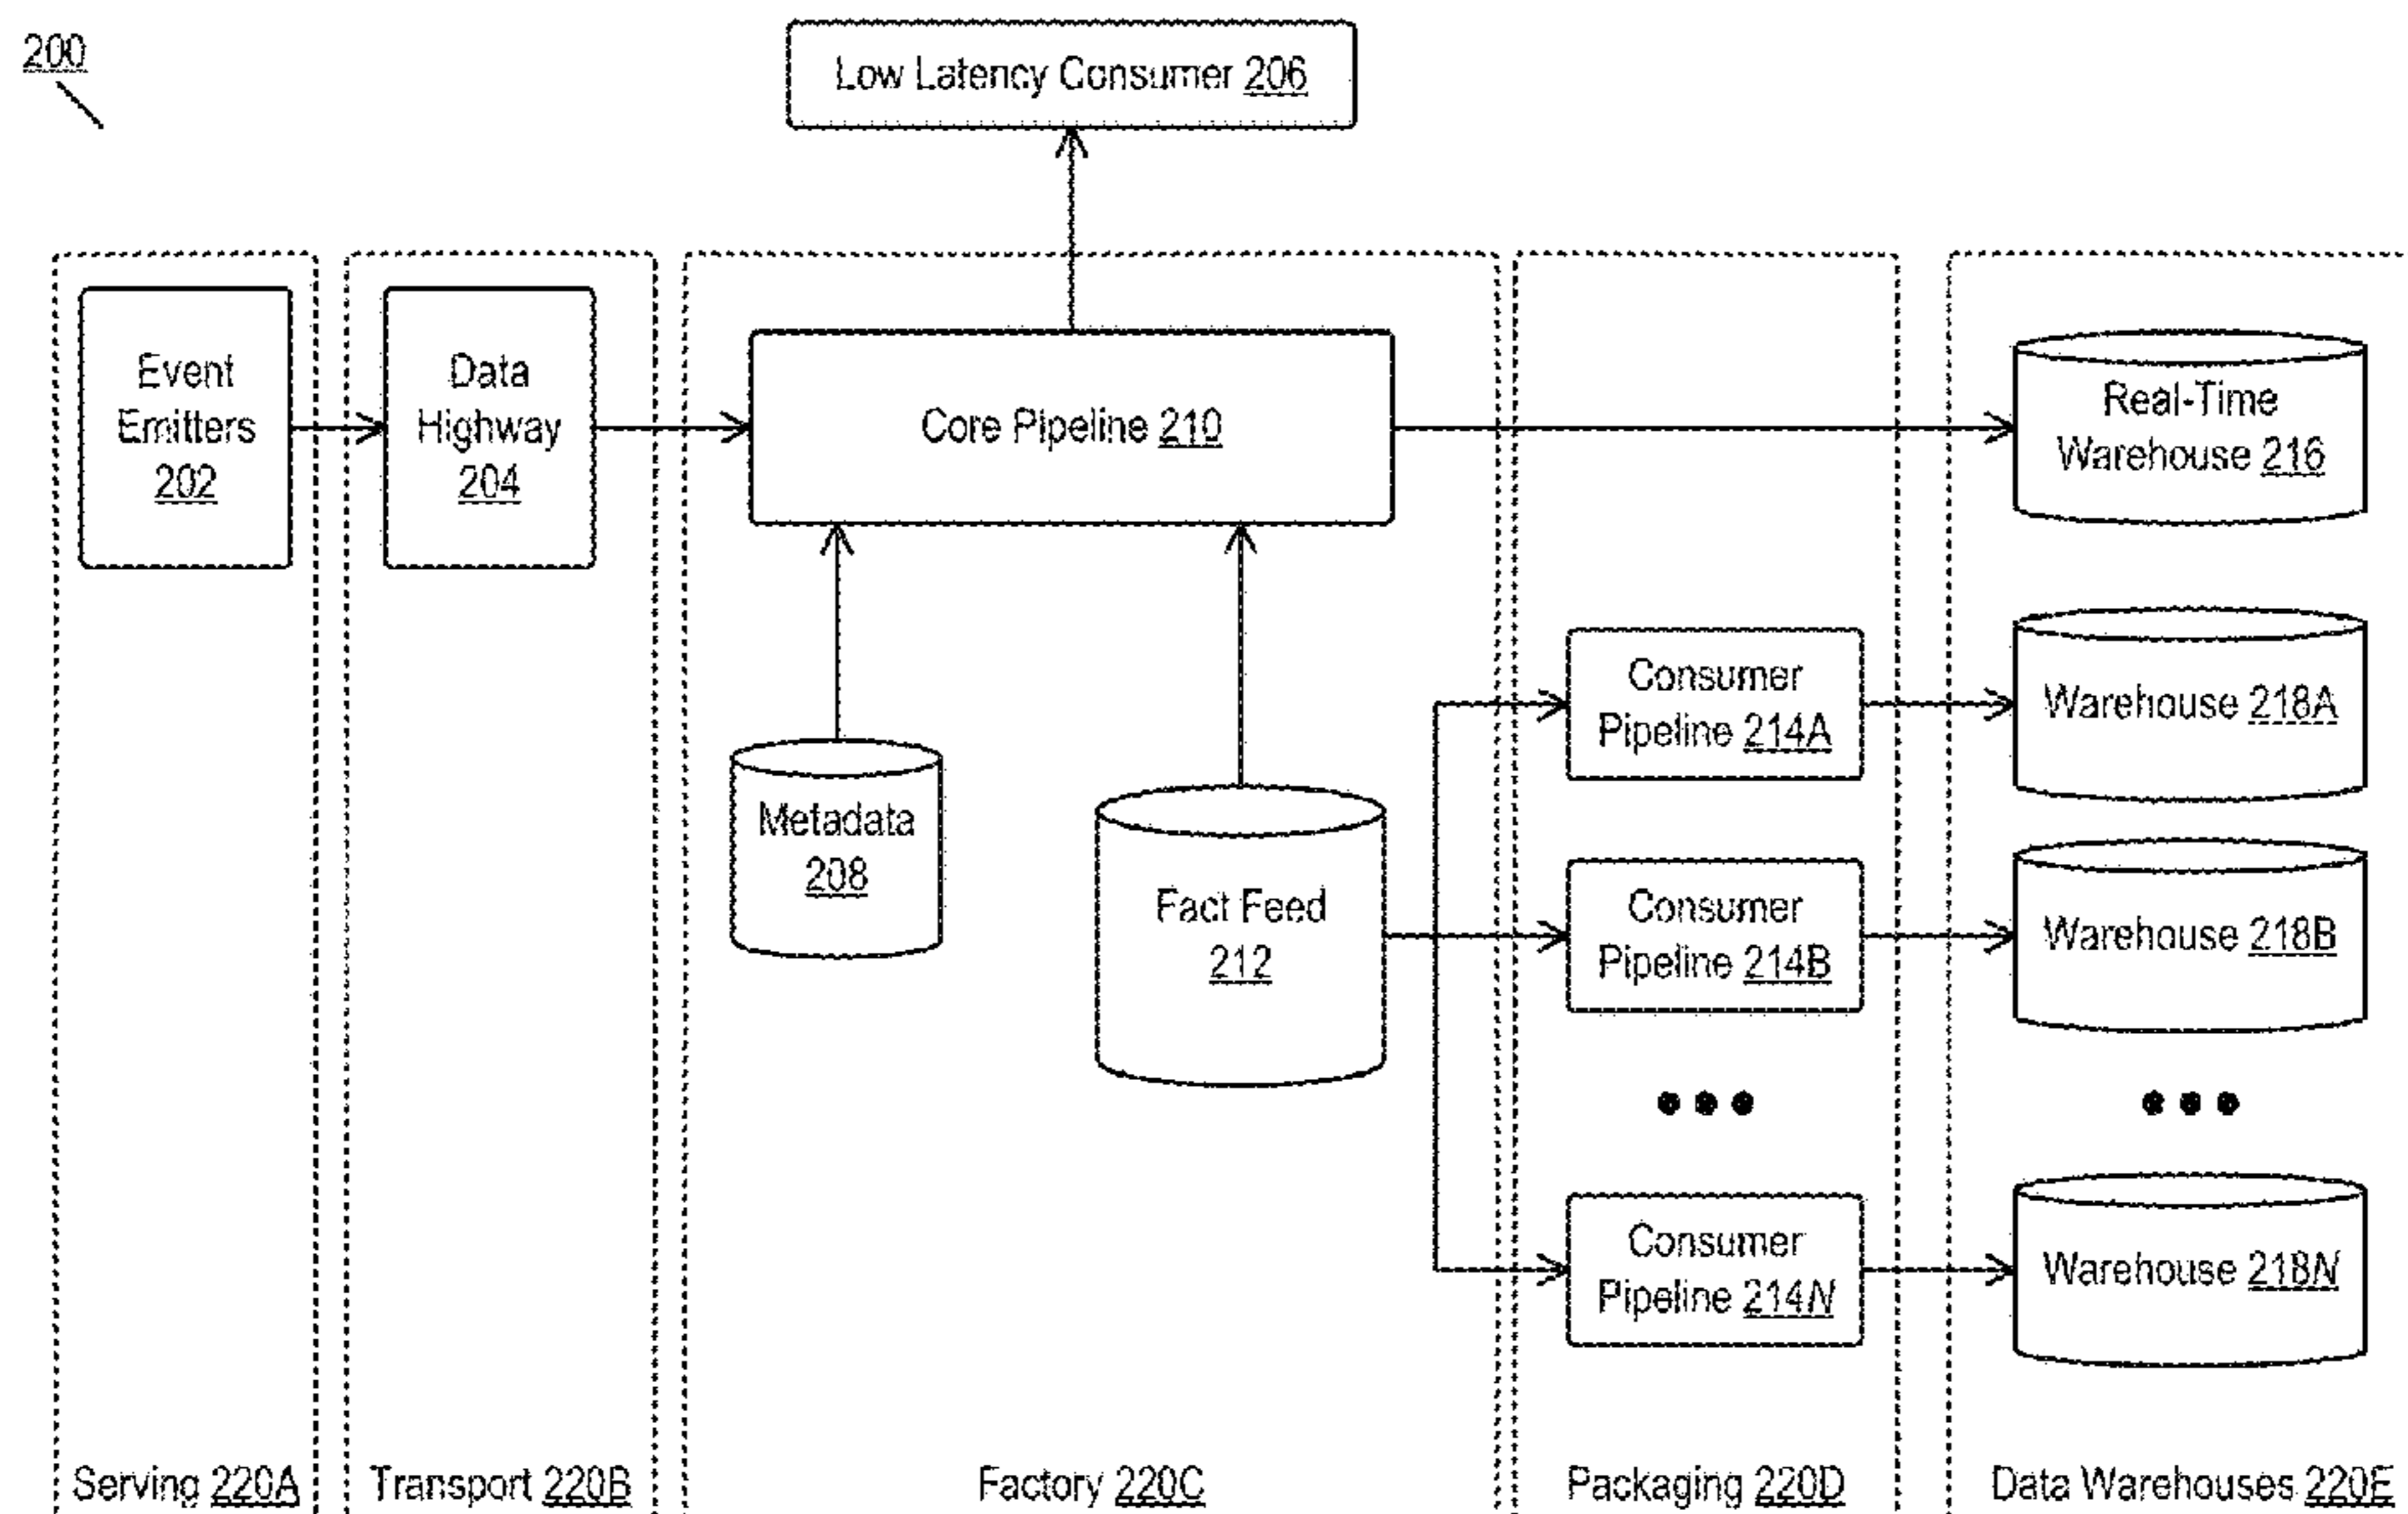 200
Low Latency Consumer 206
Event
Emitters
202
Data
Highway
204
Core Pipeline 210
Real-Time
Warehouse 216
Metadata
208
Fact Feed
212
Consumer
Pipeline 214A
Warehouse 218A
Consumer
Pipeline 214B
Warehouse 218B
Consumer
Pipeline 214N
Warehouse 218N
Serving 220A
Transport 220B
Factory 220C
Packaging 220D
Data Warehouses 220E